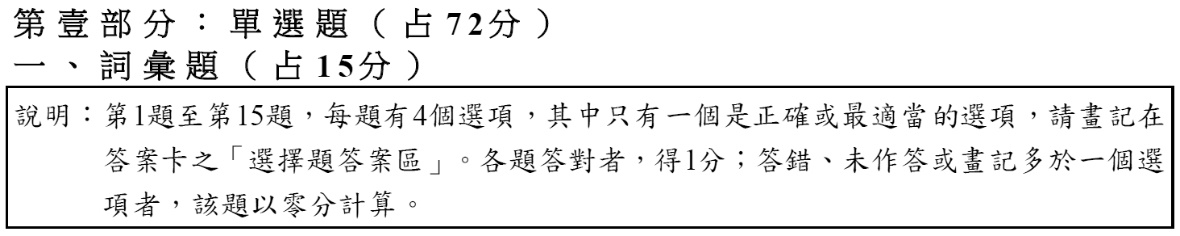 第壹部分：單選題（占72分）
一、詞彙題（占15分）
說明：第1題至第15題，每題有4個選項，其中只有一個是正確或最適當的選項，請畫記在
答案卡之「選擇題答案區」。各題答對者，得1分；答錯、未作答或畫記多於一個選
項者，該題以零分計算。